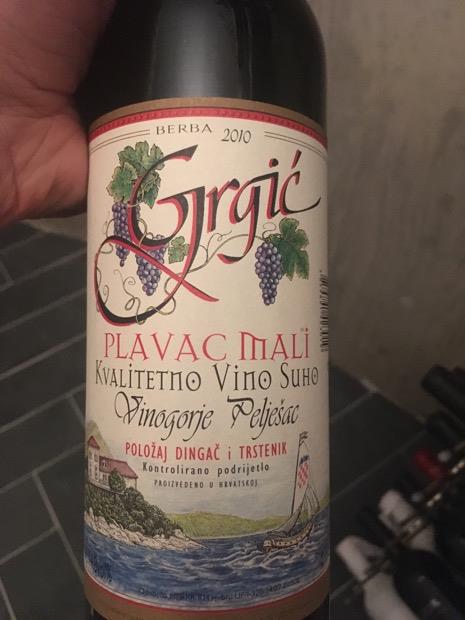 BERBA 2010
Grgić
PLAVAC MALI
KVALITETNO VINO SUHO
Vinogorje Pelješac
POLOŽAJ DINGAČ i TRSTENIK
Kontrolirano podrijetlo
PROIZVEDENO U HRVATSKOJ